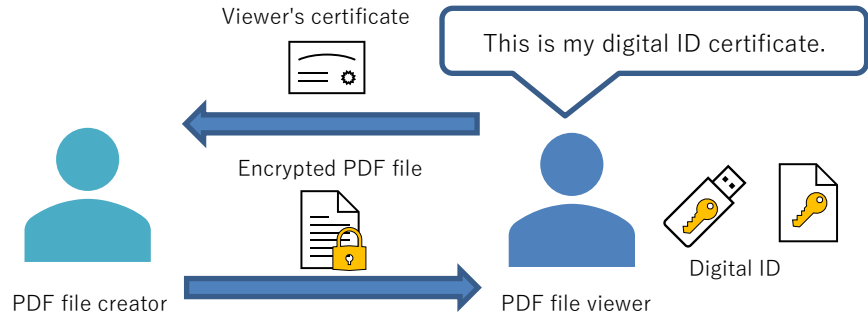 Viewer's certificate
This is my digital ID certificate.
Encrypted PDF file
Digital ID
PDF file creator
PDF file viewer